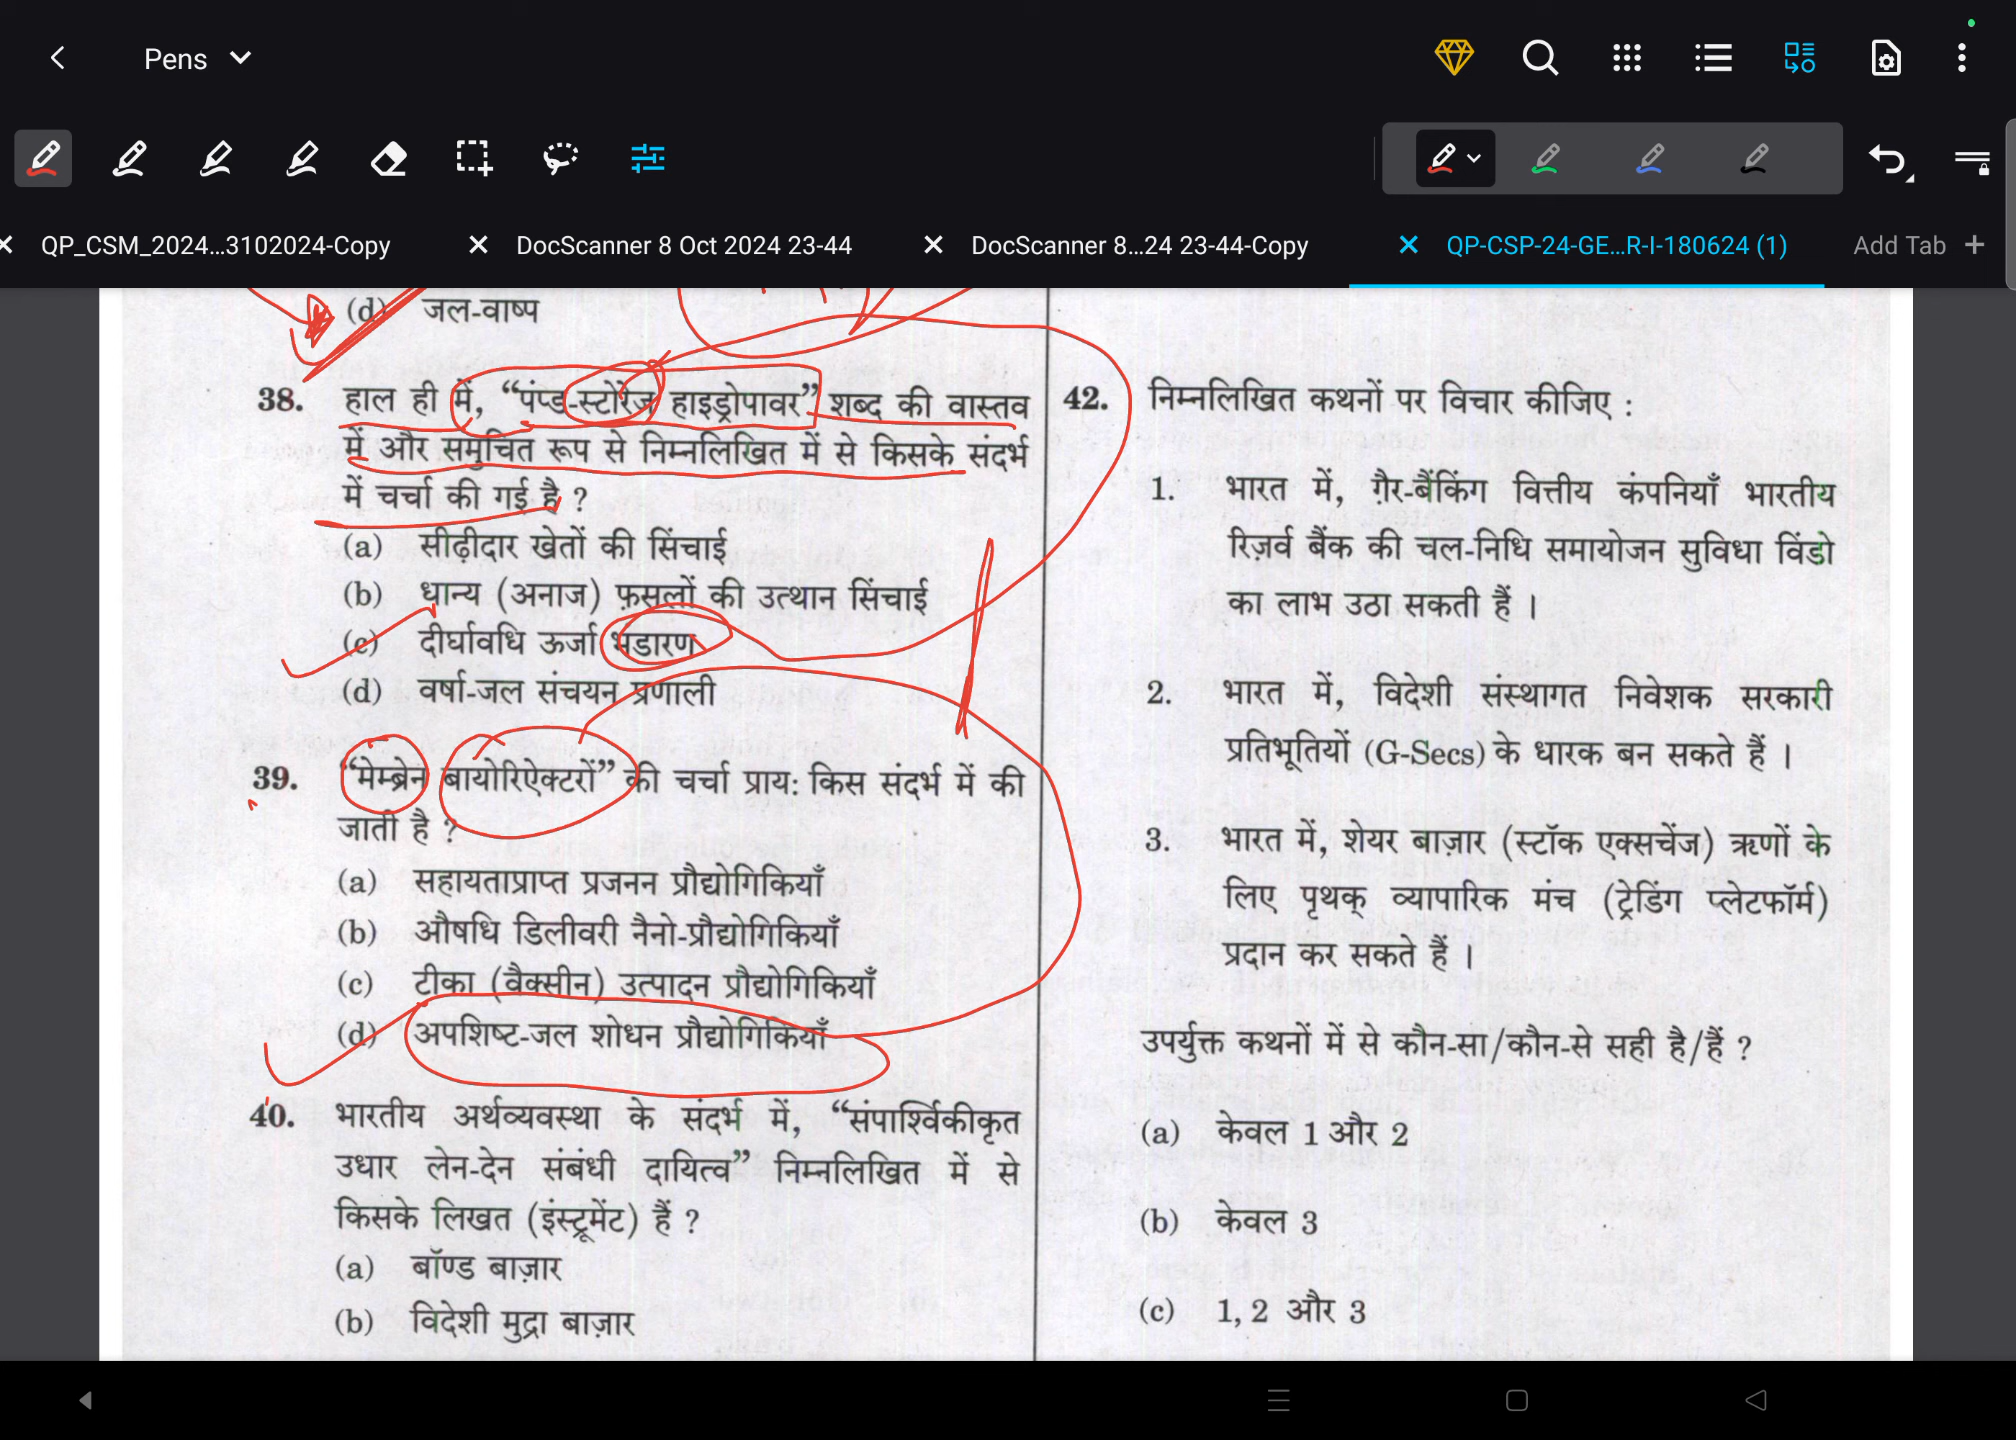 Pens
QP_CSM_2024...3102024-Copy
DocScanner 8 Oct 2024 23-44
DocScanner 8...24 23-44-Copy
QP-CSP-24-GE...R-I-180624 (1)
Add Tab +
(d) जल-वाष्प
38. हाल ही में, “पंप्ड-स्टोरेज हाइड्रोपावर” शब्द की वास्तव
में और समुचित रूप से निम्नलिखित में से किसके संदर्भ
में चर्चा की गई है ?
(a) सीढ़ीदार खेतों की सिंचाई
(b) धान्य (अनाज) फ़सलों की उत्थान सिंचाई
(c) दीर्घावधि ऊर्जा भंडारण
(d) वर्षा-जल संचयन प्रणाली
39. “मेम्ब्रेन बायोरिऐक्टरों” की चर्चा प्राय: किस संदर्भ में की
जाती है ?
(a) सहायताप्राप्त प्रजनन प्रौद्योगिकियाँ
(b) औषधि डिलीवरी नैनो-प्रौद्योगिकियाँ
(c) टीका (वैक्सीन) उत्पादन प्रौद्योगिकियाँ
(d) अपशिष्ट-जल शोधन प्रौद्योगिकियाँ
40. भारतीय अर्थव्यवस्था के संदर्भ में, “संपार्श्विकीकृत
उधार लेन-देन संबंधी दायित्व” निम्नलिखित में से
किसके लिखत (इंस्ट्रूमेंट) हैं ?
(a) बॉण्ड बाज़ार
(b) विदेशी मुद्रा बाज़ार
42. निम्नलिखित कथनों पर विचार कीजिए :
1. भारत में, ग़ैर-बैंकिंग वित्तीय कंपनियाँ भारतीय
रिज़र्व बैंक की चल-निधि समायोजन सुविधा विंडो
का लाभ उठा सकती हैं ।
2. भारत में, विदेशी संस्थागत निवेशक सरकारी
प्रतिभूतियों (G-Secs) के धारक बन सकते हैं ।
3. भारत में, शेयर बाज़ार (स्टॉक एक्सचेंज) ऋणों के
लिए पृथक् व्यापारिक मंच (ट्रेडिंग प्लेटफॉर्म)
प्रदान कर सकते हैं ।
उपर्युक्त कथनों में से कौन-सा/कौन-से सही है/हैं ?
(a) केवल 1 और 2
(b) केवल 3
(c) 1, 2 और 3